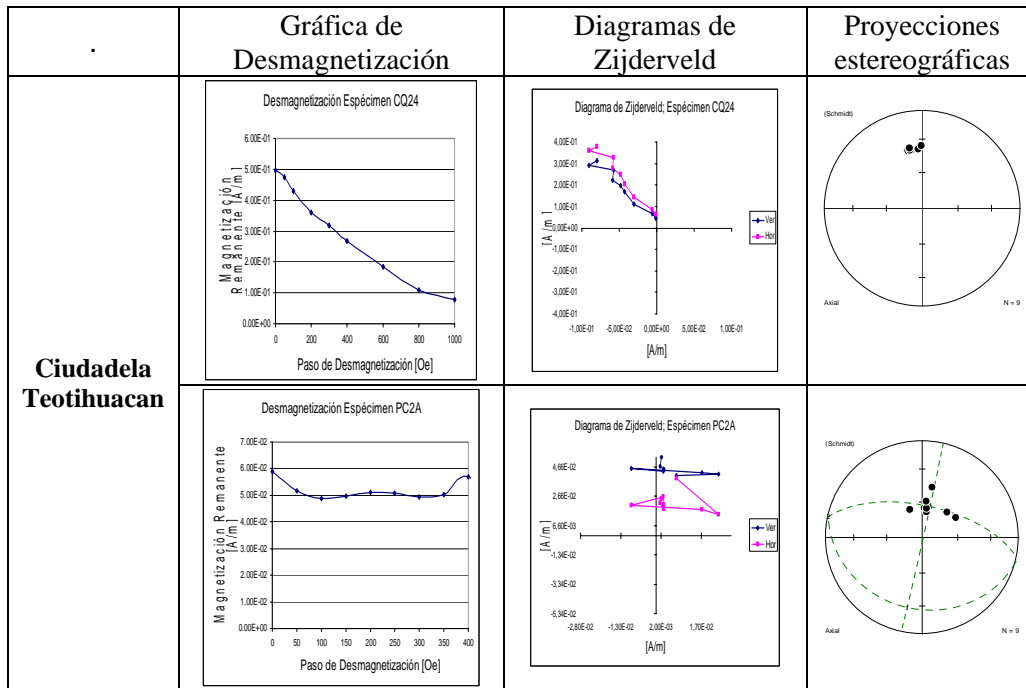 .
Gráfica de
Desmagnetización
Diagramas de
Zijderveld
Proyecciones
estereográficas
Ciudadela
Teotihuacan
Desmagnetización Espécimen CQ24
6.00E-01
5.00E-01
4.00E-01
3.00E-01
2.00E-01
1.00E-01
0.00E+00
Magnetización
Remanente [A/m]
0 200 400 600 800 1000
Paso de Desmagnetización [Oe]
Diagrama de Zijderveld; Espécimen CQ24
4,00E-01
3,00E-01
2,00E-01
1,00E-01
0,00E+00
-1,00E-01
-2,00E-01
-3,00E-01
-4,00E-01
[A/m]
-1,00E-01 -5,00E-02 0,00E+00 5,00E-02 1,00E-01
[A/m]
Ver
Hor
(Schmidt)
Axial
N = 9
Desmagnetización Espécimen PC2A
7.00E-02
6.00E-02
5.00E-02
4.00E-02
3.00E-02
2.00E-02
1.00E-02
0.00E+00
Magnetización Remanente
[A/m]
0 50 100 150 200 250 300 350 400
Paso de Desmagnetización [Oe]
Diagrama de Zijderveld; Espécimen PC2A
4,66E-02
2,66E-02
6,60E-03
-1,34E-02
-3,34E-02
-5,34E-02
[A/m]
-2,80E-02 -1,30E-02 2,00E-03 1,70E-02
[A/m]
Ver
Hor
(Schmidt)
Axial
N = 9